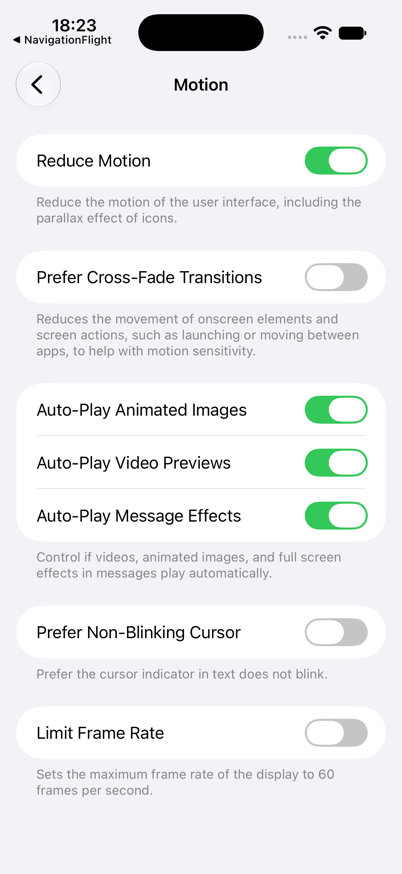 18:23
◀ NavigationFlight
Motion
Reduce Motion
Reduce the motion of the user interface, including the
parallax effect of icons.
Prefer Cross-Fade Transitions
Reduces the movement of onscreen elements and
screen actions, such as launching or moving between
apps, to help with motion sensitivity.
Auto-Play Animated Images
Auto-Play Video Previews
Auto-Play Message Effects
Control if videos, animated images, and full screen
effects in messages play automatically.
Prefer Non-Blinking Cursor
Prefer the cursor indicator in text does not blink.
Limit Frame Rate
Sets the maximum frame rate of the display to 60
frames per second.